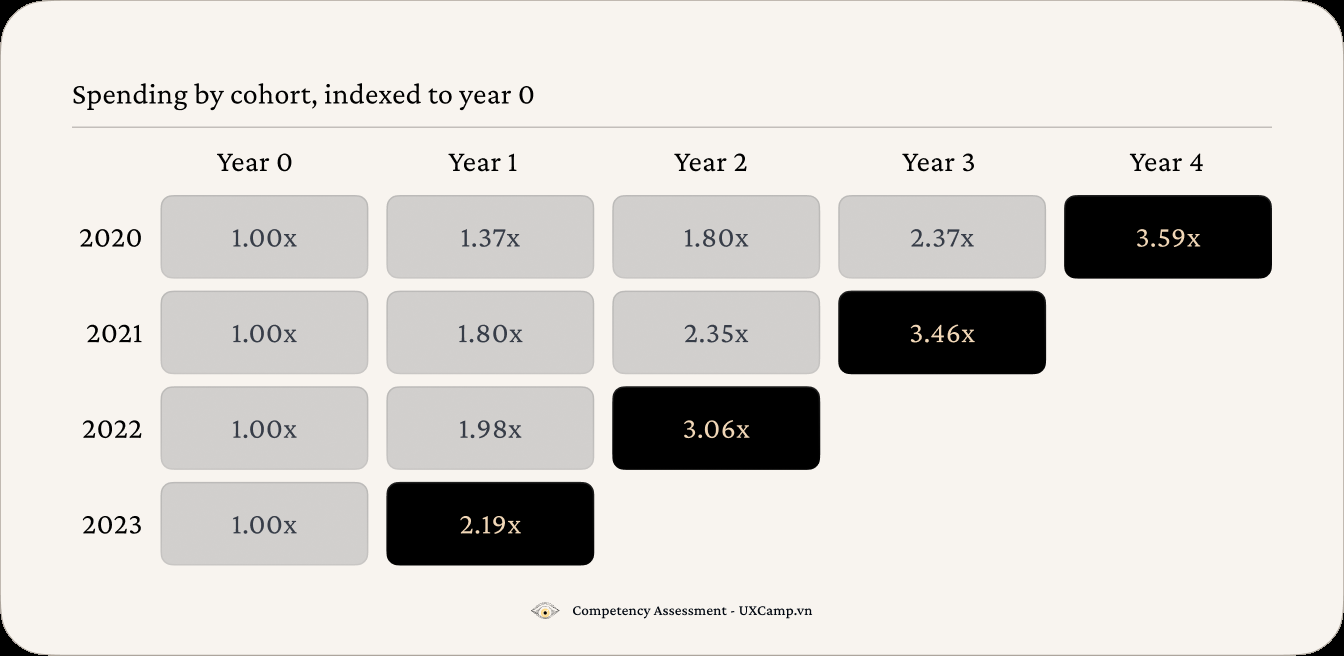 Spending by cohort, indexed to year 0
Year 0 Year 1 Year 2 Year 3 Year 4
2020 1.00x 1.37x 1.80x 2.37x 3.59x
2021 1.00x 1.80x 2.35x 3.46x
2022 1.00x 1.98x 3.06x
2023 1.00x 2.19x
Competency Assessment - UXCamp.vn